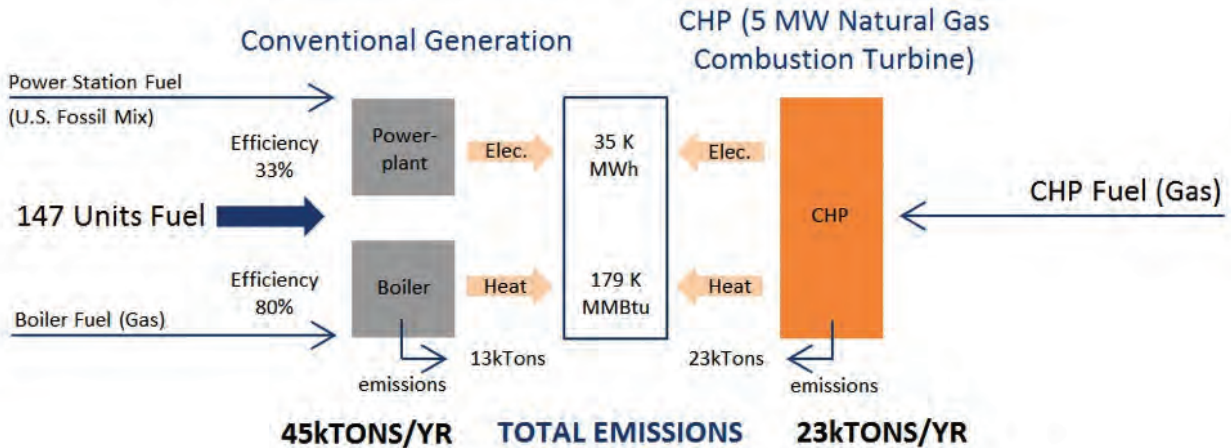 Conventional Generation
CHP (5 MW Natural Gas
Combustion Turbine)
Power Station Fuel
(U.S. Fossil Mix)
Efficiency
33%
Power-
plant
Elec.
35 K
MWh
Elec.
147 Units Fuel
CHP
CHP Fuel (Gas)
Efficiency
80%
Boiler
Heat
179 K
MMBtu
Heat
Boiler Fuel (Gas)
13kTons
23kTons
emissions
emissions
45kTONS/YR
TOTAL EMISSIONS
23kTONS/YR